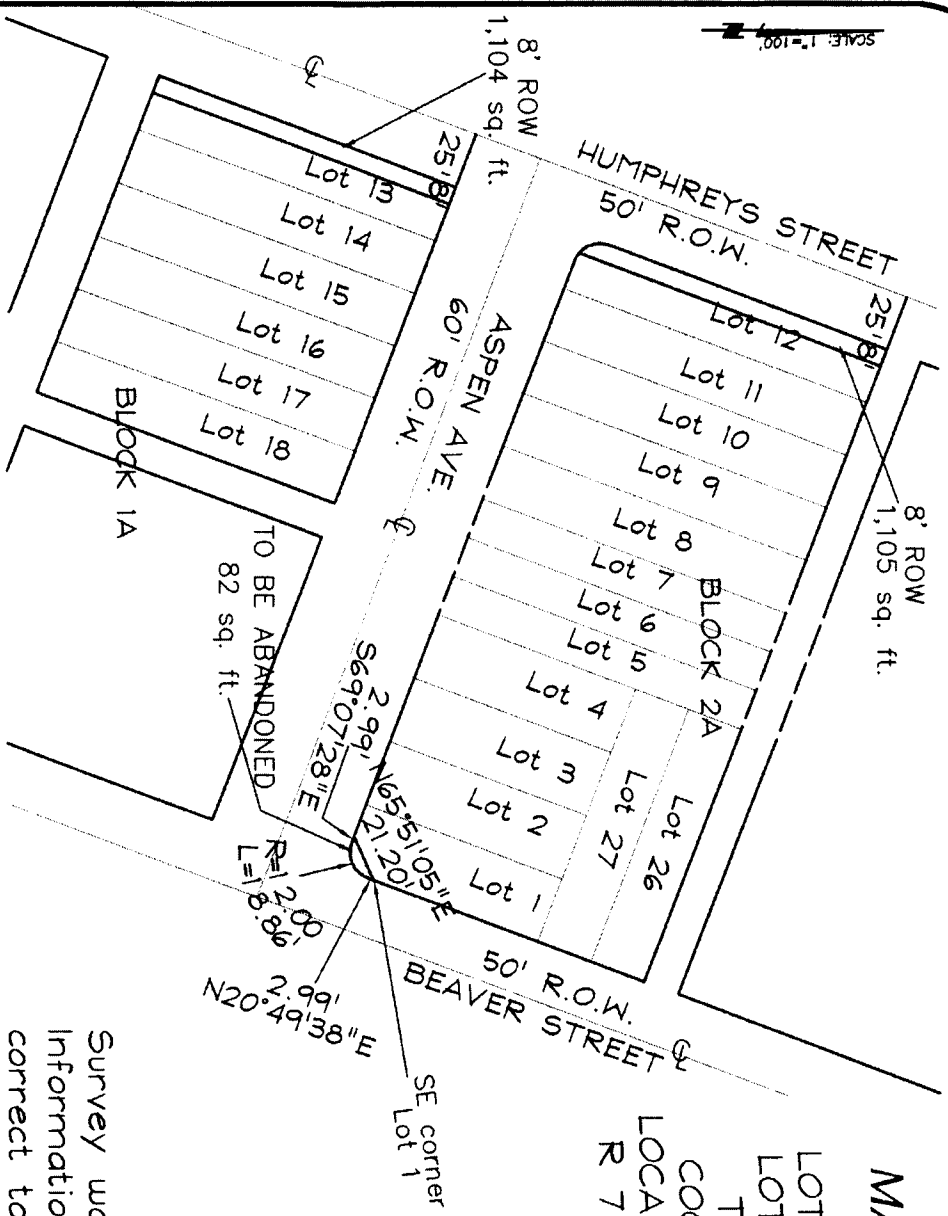 SCALE: 1"=100'
8' ROW
1,104 sq. ft.
℄
25'
8'
HUMPHREYS STREET
50' R.O.W.
25'
8'
8' ROW
1,105 sq. ft.
Lot 13
Lot 14
Lot 15
Lot 16
Lot 17
Lot 18
BLOCK 1A
ASPEN AVE.
60' R.O.W.
℄
Lot 12
Lot 11
Lot 10
Lot 9
Lot 8
Lot 7
Lot 6
Lot 5
Lot 4
Lot 3
Lot 2
Lot 1
Lot 27
Lot 26
BLOCK 2A
TO BE ABANDONED
82 sq. ft.
2.99'
S69°07'28"E
N65°51'05"E
21.20'
R=12.00
L=18.86'
2.99'
N20°49'38"E
50' R.O.W.
BEAVER STREET
℄
SE corner
Lot 1
MA
LOT
LOT
T
COC
LOCA
R 7
Survey wo
Informatio
correct to